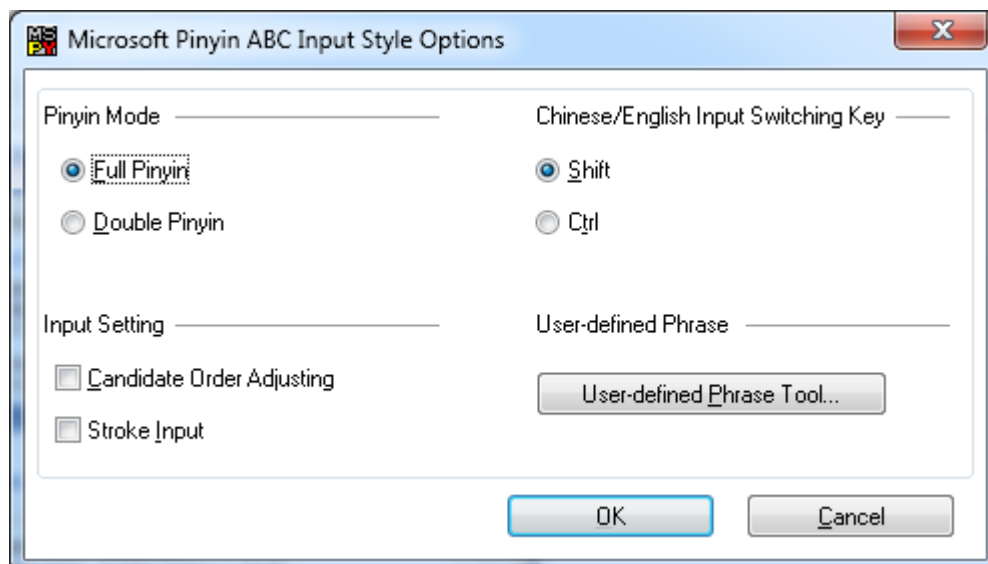 MS
PY
Microsoft Pinyin ABC Input Style Options
Pinyin Mode
Full Pinyin
Double Pinyin
Chinese/English Input Switching Key
Shift
Ctrl
Input Setting
Candidate Order Adjusting
Stroke Input
User-defined Phrase
User-defined Phrase Tool...
OK
Cancel